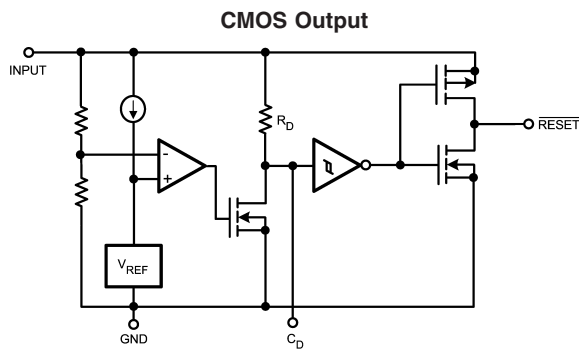 CMOS Output
INPUT
R_D
RESET
-
+
V_REF
GND
C_D